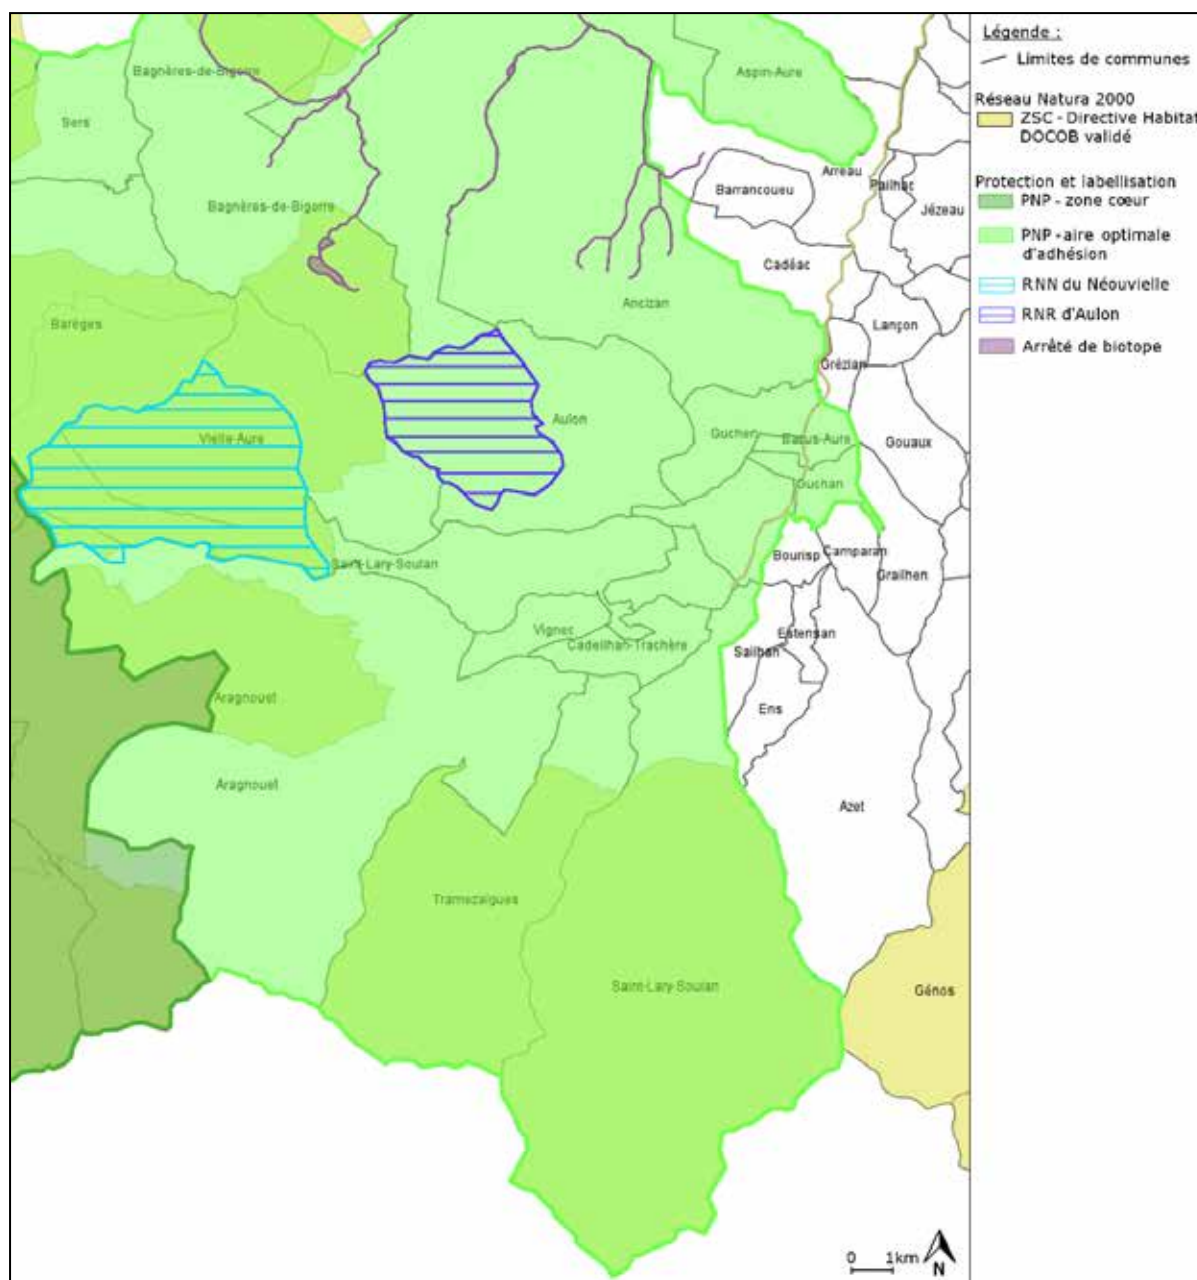 Légende :
Limites de communes
Réseau Natura 2000
ZSC - Directive Habitat
DOCOB validé
Protection et labellisation
PNP - zone cœur
PNP - aire optimale
d'adhésion
RNN du Néouvielle
RNR d'Aulon
Arrêté de biotope
Bagnères-de-Bigorre
Aspin-Aure
Sers
Arreau
Pailhac
Barrancoueu
Jézeau
Bagnères-de-Bigorre
Cadéac
Ancizan
Barèges
Lançon
Grézian
Aulon
Vielle-Aure
Guchen
Bazus-Aure
Gouaux
Guchan
Bourisp
Camparan
Saint-Lary-Soulan
Grailhen
Vignec
Estensan
Cadeilhan-Trachère
Sailhan
Aragnouet
Ens
Aragnouet
Azet
Tramezaïgues
Saint-Lary-Soulan
Génos
0 1km
N